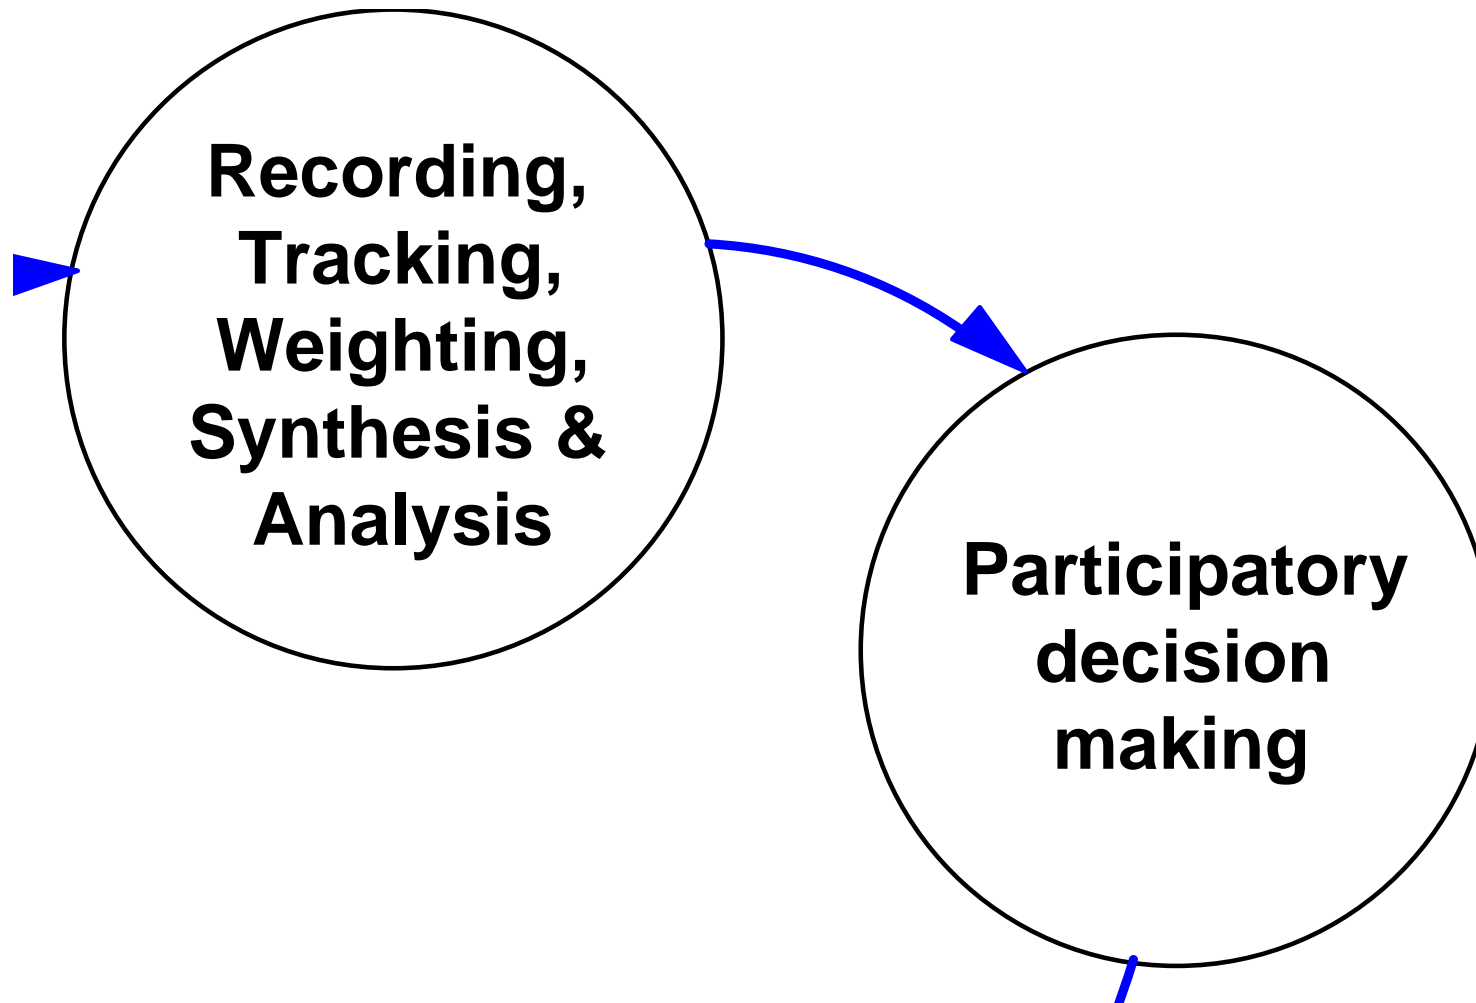 Recording,
Tracking,
Weighting,
Synthesis &
Analysis
Participatory
decision
making